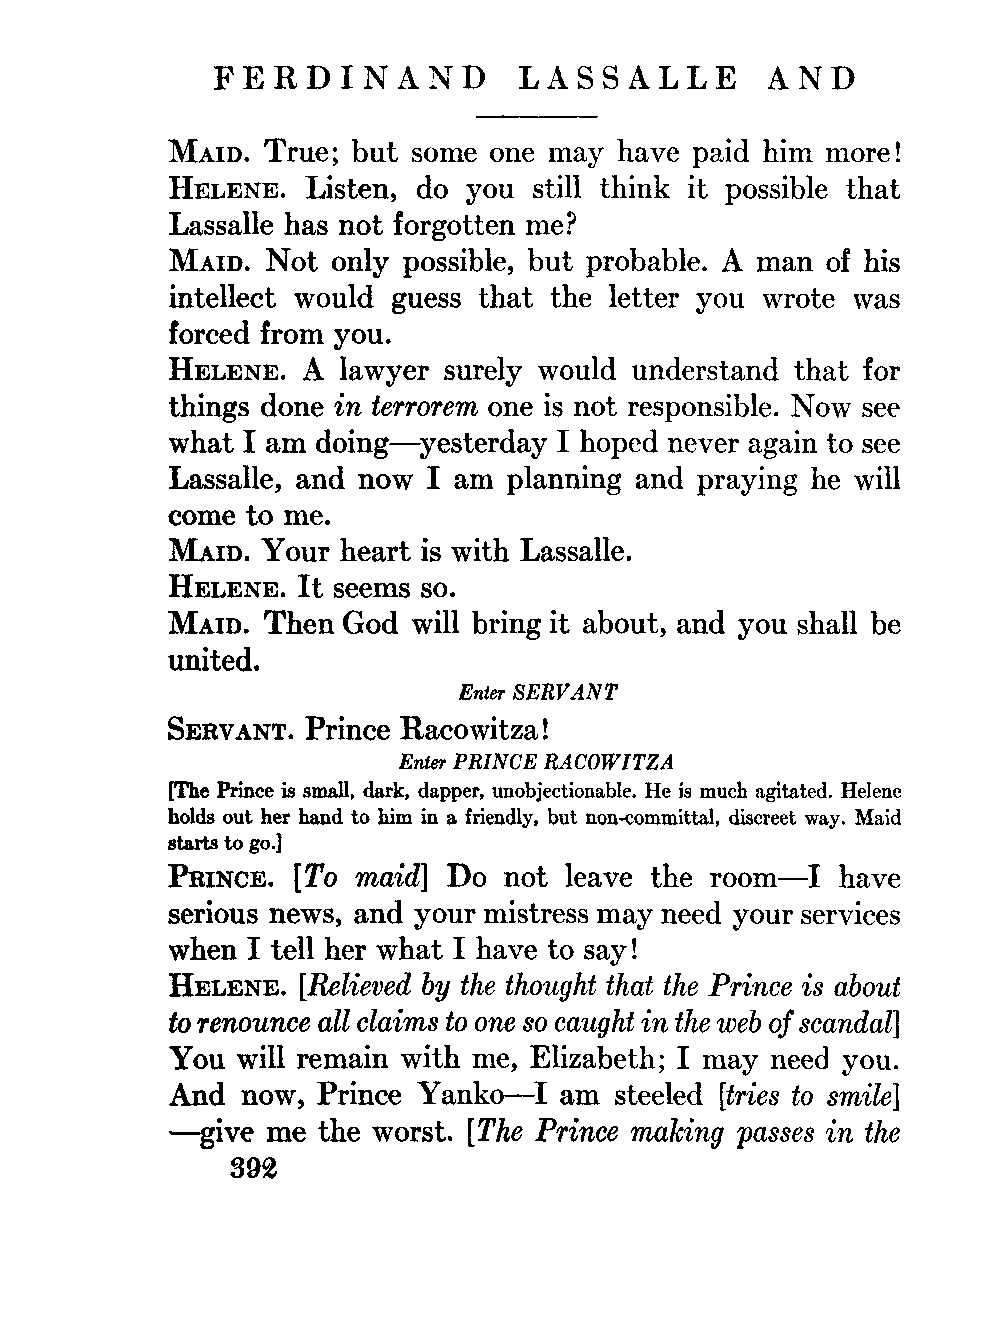 FERDINAND LASSALLE AND
MAID. True; but some one may have paid him more!
HELENE. Listen, do you still think it possible that
Lassalle has not forgotten me?
MAID. Not only possible, but probable. A man of his
intellect would guess that the letter you wrote was
forced from you.
HELENE. A lawyer surely would understand that for
things done in terrorem one is not responsible. Now see
what I am doing—yesterday I hoped never again to see
Lassalle, and now I am planning and praying he will
come to me.
MAID. Your heart is with Lassalle.
HELENE. It seems so.
MAID. Then God will bring it about, and you shall be
united.
Enter SERVANT
SERVANT. Prince Racowitza!
Enter PRINCE RACOWITZA
[The Prince is small, dark, dapper, unobjectionable. He is much agitated. Helene
holds out her hand to him in a friendly, but non-committal, discreet way. Maid
starts to go.]
PRINCE. [To maid] Do not leave the room—I have
serious news, and your mistress may need your services
when I tell her what I have to say!
HELENE. [Relieved by the thought that the Prince is about
to renounce all claims to one so caught in the web of scandal]
You will remain with me, Elizabeth; I may need you.
And now, Prince Yanko—I am steeled [tries to smile]
—give me the worst. [The Prince making passes in the
392